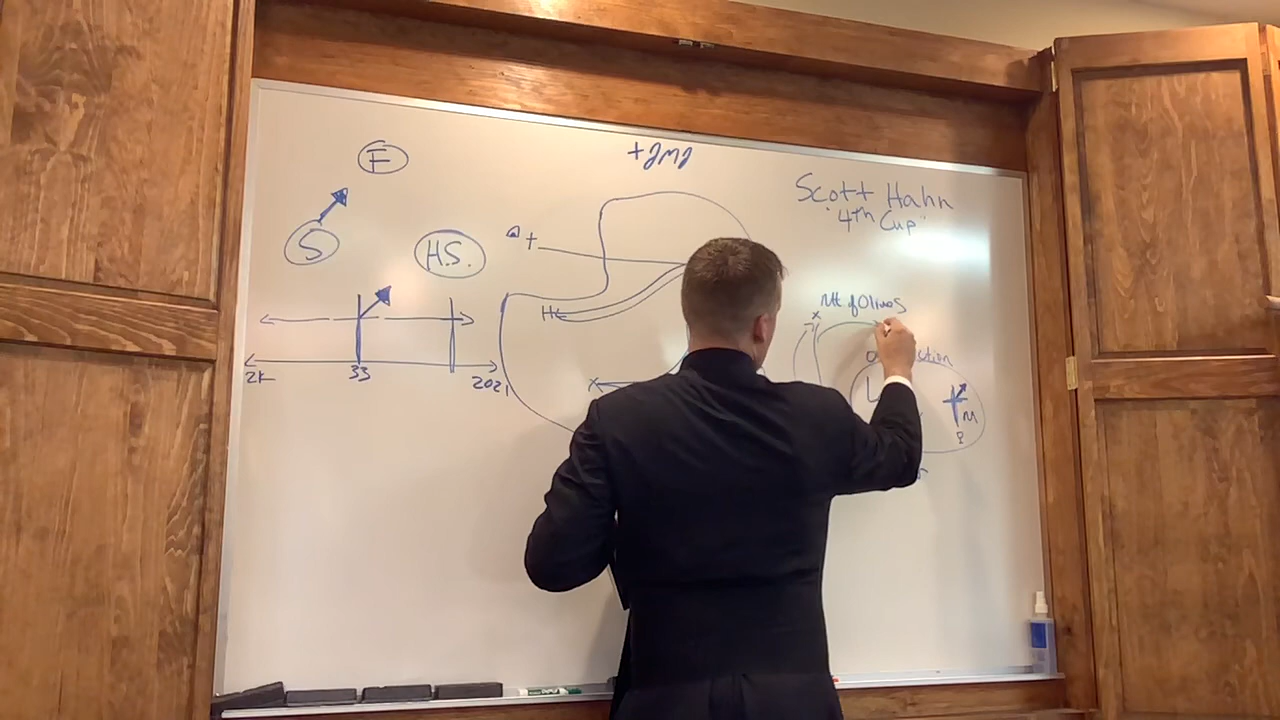 +JMJ
F
Scott Hahn
"4th Cup"
S
H.S.
+
H
Mt. of Olives
x
2K
33
2021
X
L
M